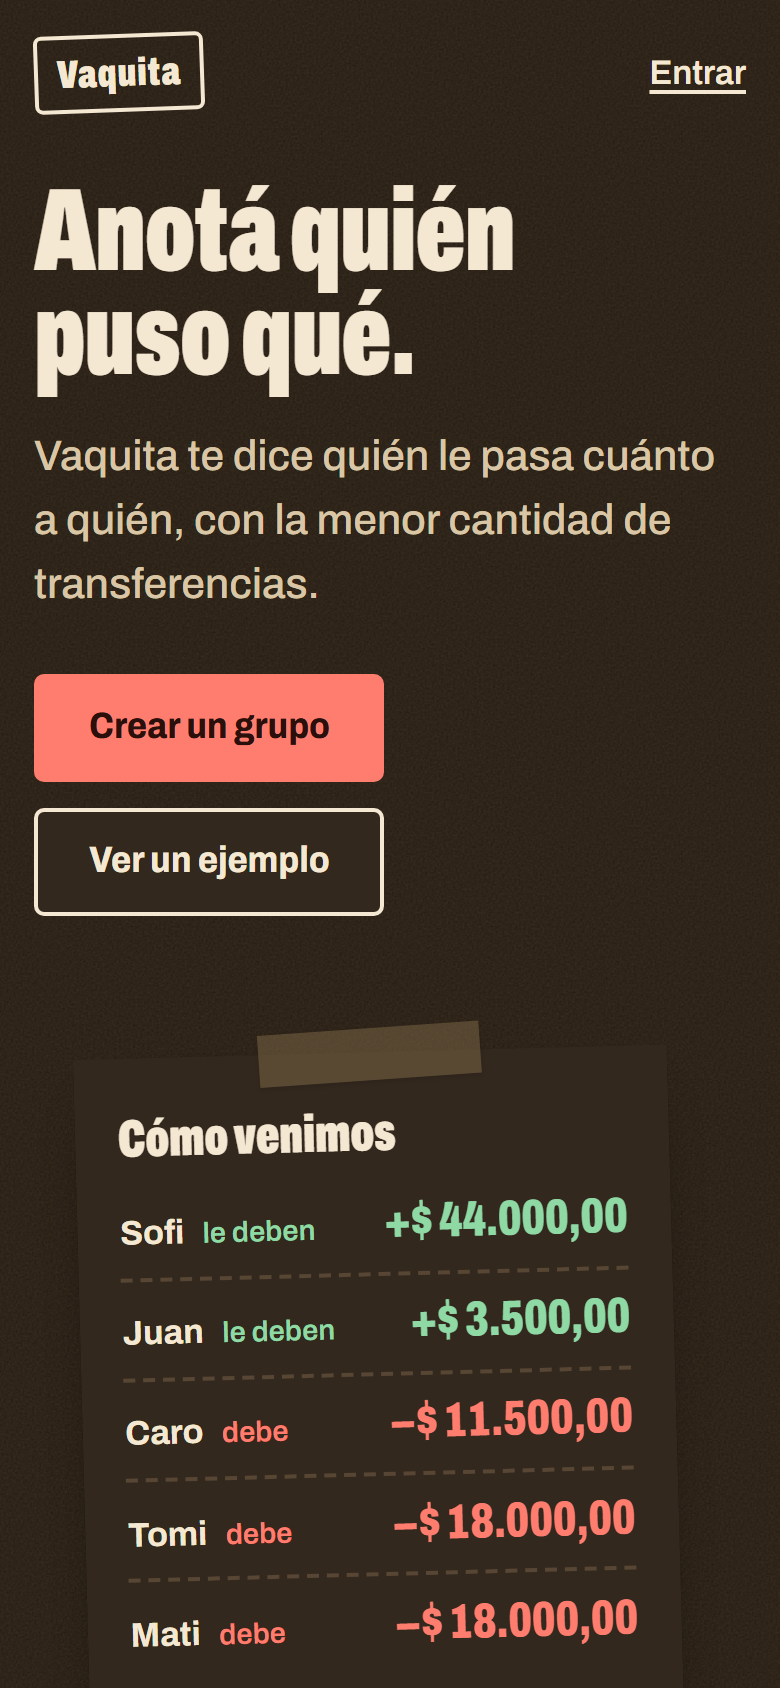 Vaquita
Entrar
Anotá quién
puso qué.
Vaquita te dice quién le pasa cuánto
a quién, con la menor cantidad de
transferencias.
Crear un grupo
Ver un ejemplo
Cómo venimos
Sofi le deben +$ 44.000,00
Juan le deben +$ 3.500,00
Caro debe –$ 11.500,00
Tomi debe –$ 18.000,00
Mati debe –$ 18.000,00